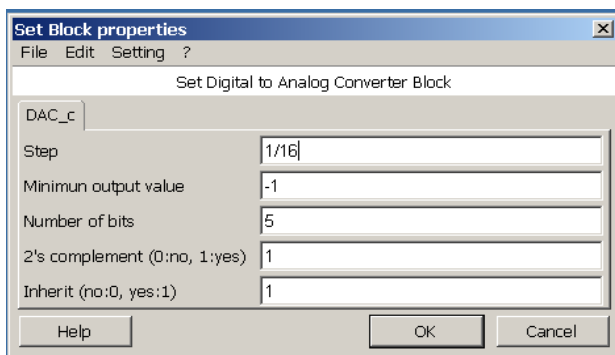 Set Block properties
File Edit Setting ?
Set Digital to Analog Converter Block
DAC_c
Step 1/16
Minimun output value -1
Number of bits 5
2's complement (0:no, 1:yes) 1
Inherit (no:0, yes:1) 1
Help OK Cancel